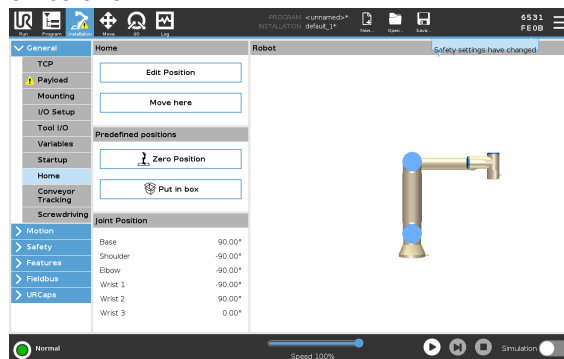 PROGRAM <unnamed>*
INSTALLATION default_1*
6531
FE0B
Run
Program
Installation
Move
I/O
Log
New...
Open...
Save...
General
TCP
Payload
Mounting
I/O Setup
Tool I/O
Variables
Startup
Home
Conveyor
Tracking
Screwdriving
Motion
Safety
Features
Fieldbus
URCaps
Home
Edit Position
Move here
Predefined positions
Zero Position
Put in box
Joint Position
Base 90.00°
Shoulder -90.00°
Elbow -90.00°
Wrist 1 -90.00°
Wrist 2 90.00°
Wrist 3 0.00°
Robot
Safety settings have changed
Normal
Speed 100%
Simulation